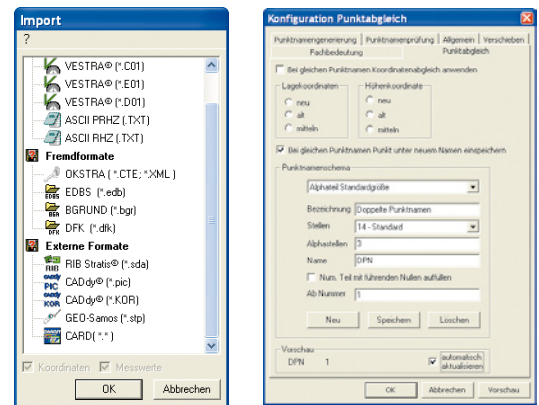 Import
?
VESTRA® (*.C01)
VESTRA® (*.E01)
VESTRA® (*.D01)
ASCII PRHZ (.TXT)
ASCII RHZ (.TXT)
Fremdformate
OKSTRA (*.CTE; *.XML )
EDBS (*.edb)
BGRUND (*.bgr)
DFK (*.dfk)
Externe Formate
RIB Stratis® (*.sda)
CADdy® (*.pic)
CADdy® (*.KOR)
GEO-Samos (*.stp)
CARD( *.* )
Koordinaten Messwerte
OK Abbrechen
Konfiguration Punktabgleich
Punktnamengenerierung Punktnamenprüfung Allgemein Verschieben
Fachbedeutung Punktabgleich
Bei gleichen Punktnamen Koordinatenabgleich anwenden
Lagekoordinaten Höhenkoordinate
neu neu
alt alt
mitteln mitteln
Bei gleichen Punktnamen Punkt unter neuem Namen einspeichern
Punktnamenschema
Alphateil Standardgröße
Bezeichnung Doppelte Punktnamen
Stellen 14 - Standard
Alphastellen 3
Name DPN
Num. Teil mit führenden Nullen auffüllen
Ab Nummer 1
Neu Speichern Löschen
Vorschau
DPN 1 automatisch
aktualisieren
OK Abbrechen Vorschau